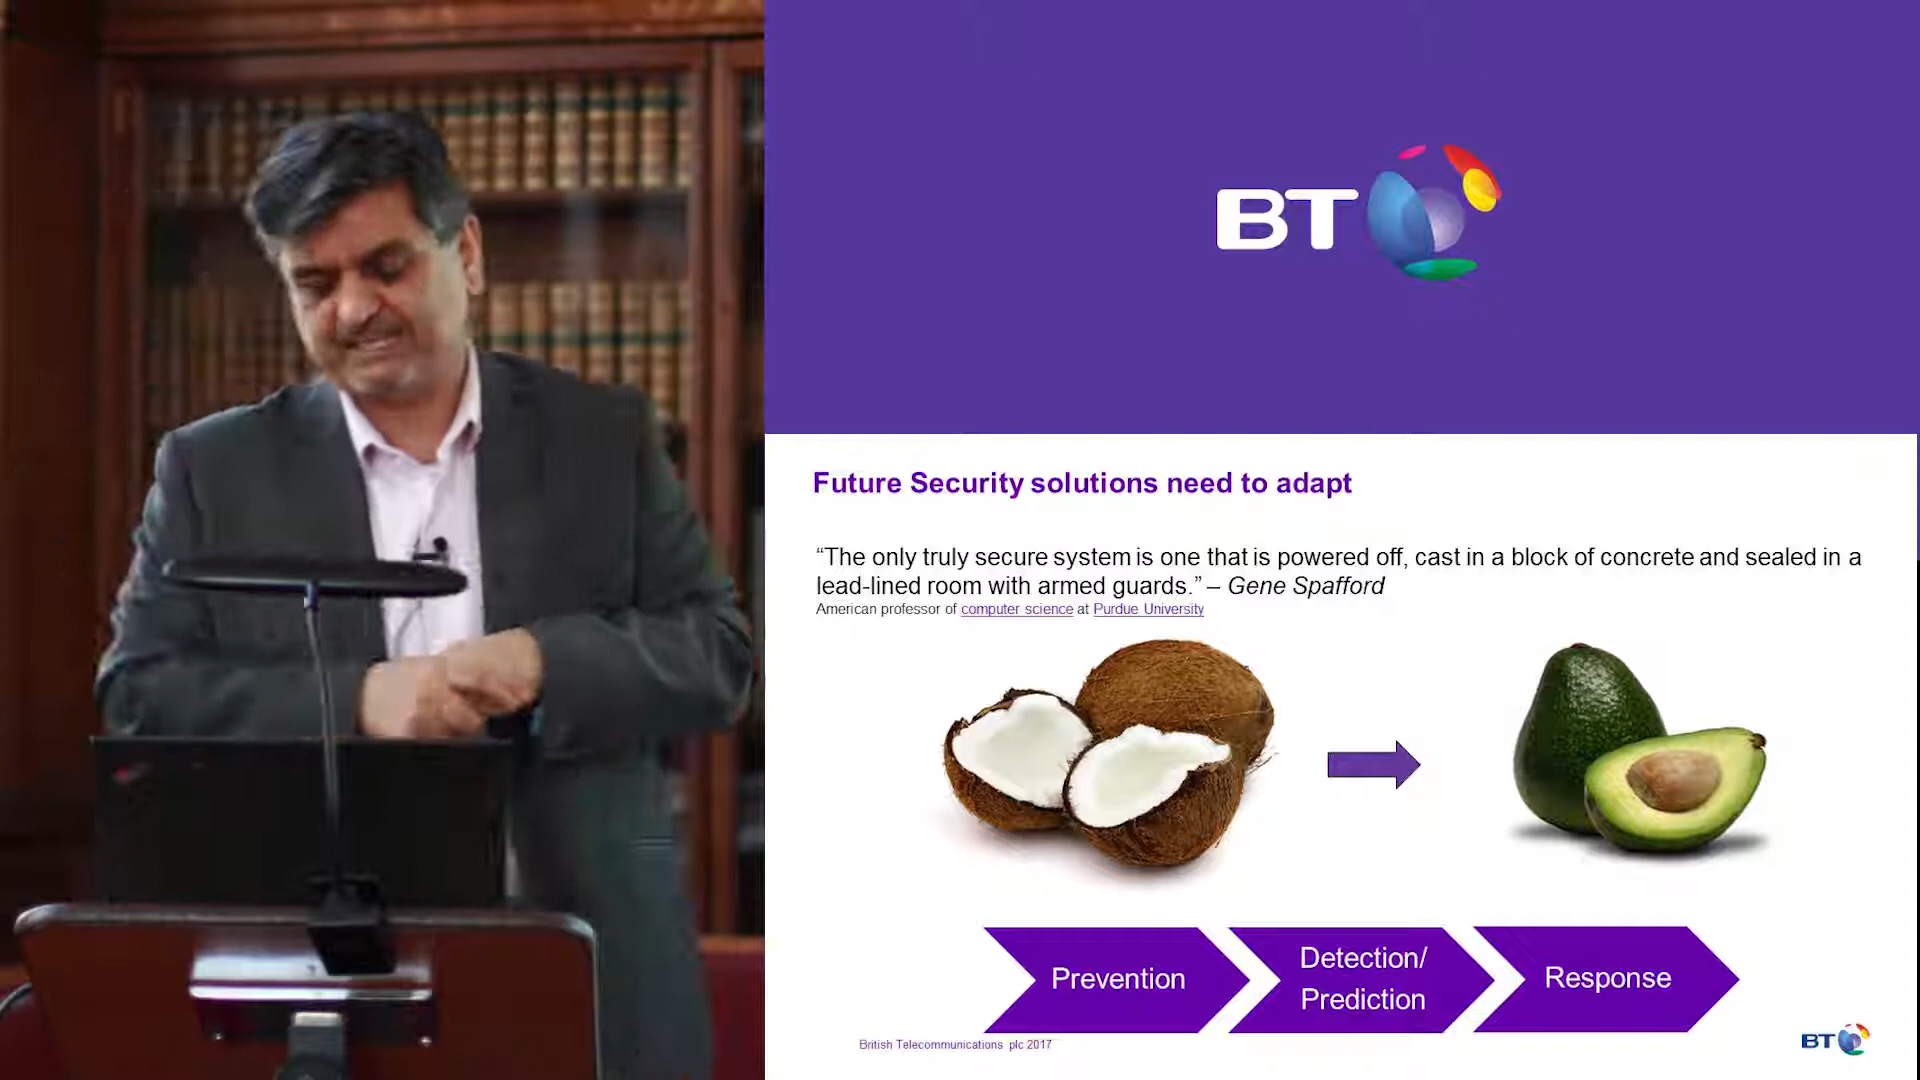 BT
Future Security solutions need to adapt
“The only truly secure system is one that is powered off, cast in a block of concrete and sealed in a
lead-lined room with armed guards.” – Gene Spafford
American professor of computer science at Purdue University
Prevention
Detection/
Prediction
Response
British Telecommunications plc 2017
BT